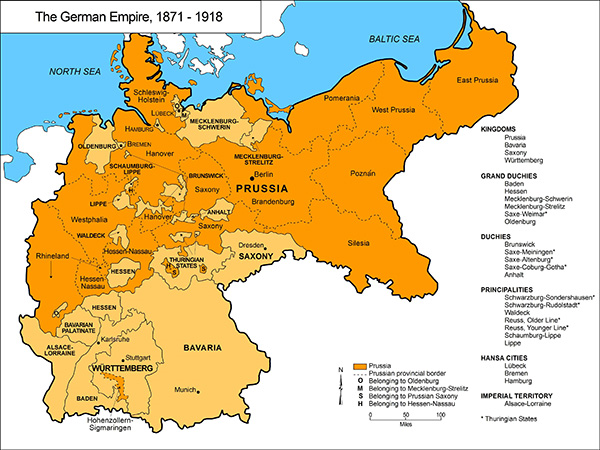 The German Empire, 1871 - 1918
BALTIC SEA
NORTH SEA
East Prussia
Schleswig-
Holstein
Pomerania
West Prussia
LÜBECK
O
M
MECKLENBURG-
SCHWERIN
HAMBURG
OLDENBURG
BREMEN
Hanover
MECKLENBURG-
STRELITZ
SCHAUMBURG-
LIPPE
BRUNSWICK
Berlin
PRUSSIA
Poznán
H
Saxony
LIPPE
Brandenburg
Hanover
ANHALT
Westphalia
Saxony
WALDECK
Dresden
Silesia
Hessen-Nassau
SAXONY
Rhineland
THURINGIAN
STATES
HESSEN
H
S
S
Hessen-
Nassau
O
HESSEN
BAVARIAN
PALATINATE
Karlsruhe
ALSACE-
LORRAINE
BAVARIA
Stuttgart
WÜRTTEMBERG
Munich
BADEN
Hohenzollern-
Sigmaringen
KINGDOMS
Prussia
Bavaria
Saxony
Württemberg
GRAND DUCHIES
Baden
Hessen
Mecklenburg-Schwerin
Mecklenburg-Strelitz
Saxe-Weimar*
Oldenburg
DUCHIES
Brunswick
Saxe-Meiningen*
Saxe-Altenburg*
Saxe-Coburg-Gotha*
Anhalt
PRINCIPALITIES
Schwarzburg-Sondershausen*
Schwarzburg-Rudolstadt*
Waldeck
Reuss, Older Line*
Reuss, Younger Line*
Schaumburg-Lippe
Lippe
HANSA CITIES
Lübeck
Bremen
Hamburg
IMPERIAL TERRITORY
Alsace-Lorraine
* Thuringian States
N
S
Prussia
Prussian provincial border
O Belonging to Oldenburg
M Belonging to Mecklenburg-Strelitz
S Belonging to Prussian Saxony
H Belonging to Hessen-Nassau
0 50 100
Miles